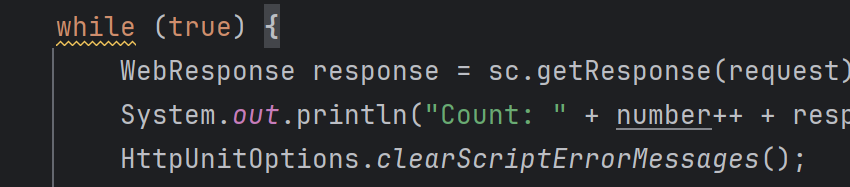 while (true) {
WebResponse response = sc.getResponse(request)
System.out.println("Count: " + number++ + resp
HttpUnitOptions.clearScriptErrorMessages();